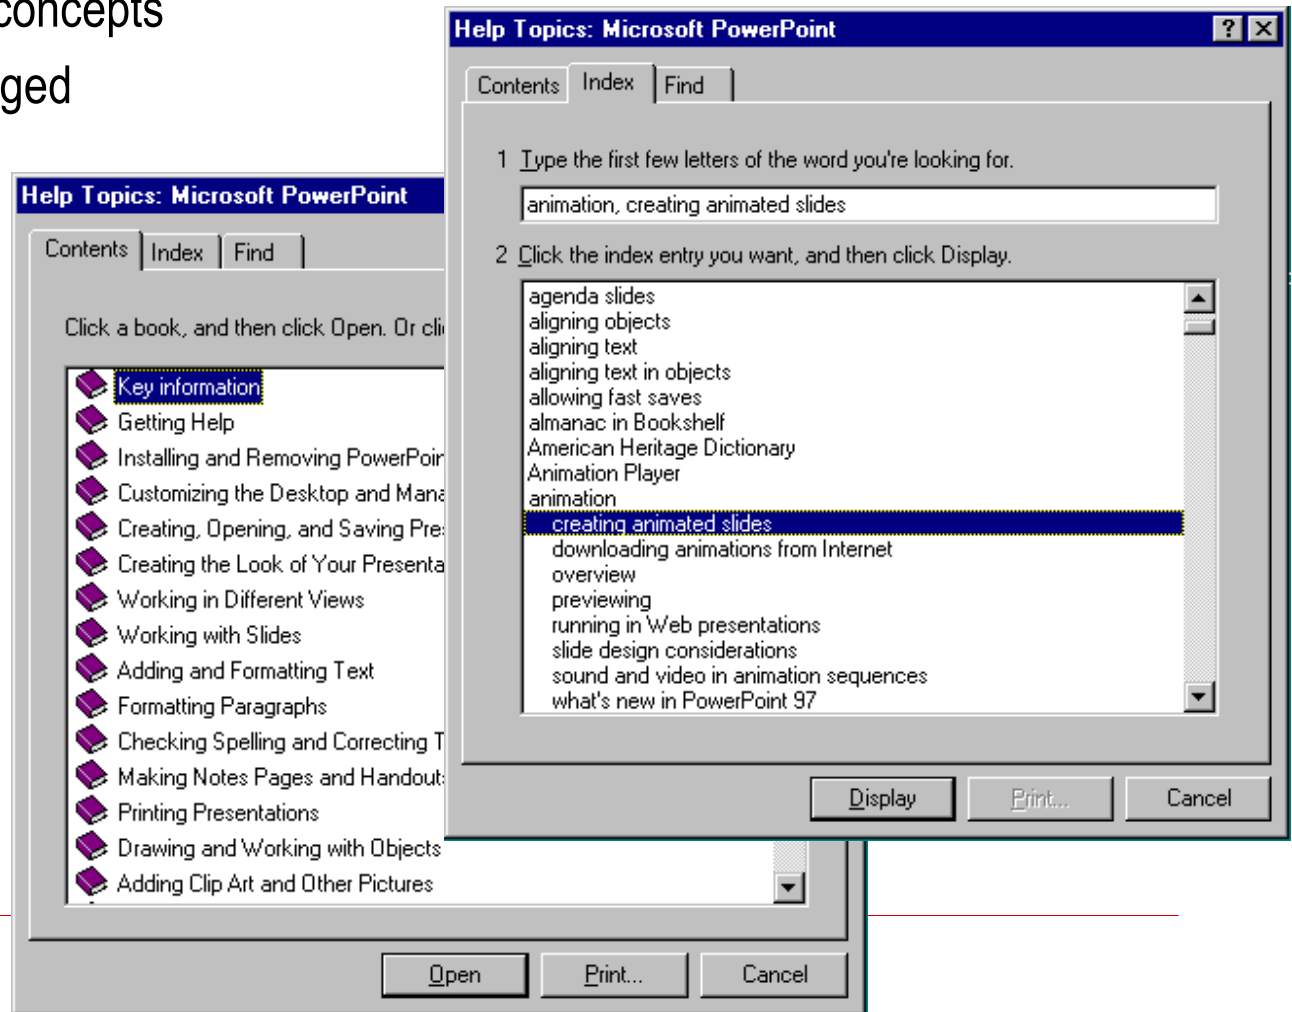 concepts
ged
Help Topics: Microsoft PowerPoint
Contents Index Find
1 Type the first few letters of the word you're looking for.
animation, creating animated slides
2 Click the index entry you want, and then click Display.
agenda slides
aligning objects
aligning text
aligning text in objects
allowing fast saves
almanac in Bookshelf
American Heritage Dictionary
Animation Player
animation
creating animated slides
downloading animations from Internet
overview
previewing
running in Web presentations
slide design considerations
sound and video in animation sequences
what's new in PowerPoint 97
Display Print... Cancel
Help Topics: Microsoft PowerPoint
Contents Index Find
Click a book, and then click Open. Or cli
Key information
Getting Help
Installing and Removing PowerPoin
Customizing the Desktop and Mana
Creating, Opening, and Saving Pres
Creating the Look of Your Presenta
Working in Different Views
Working with Slides
Adding and Formatting Text
Formatting Paragraphs
Checking Spelling and Correcting T
Making Notes Pages and Handout
Printing Presentations
Drawing and Working with Objects
Adding Clip Art and Other Pictures
Open Print... Cancel